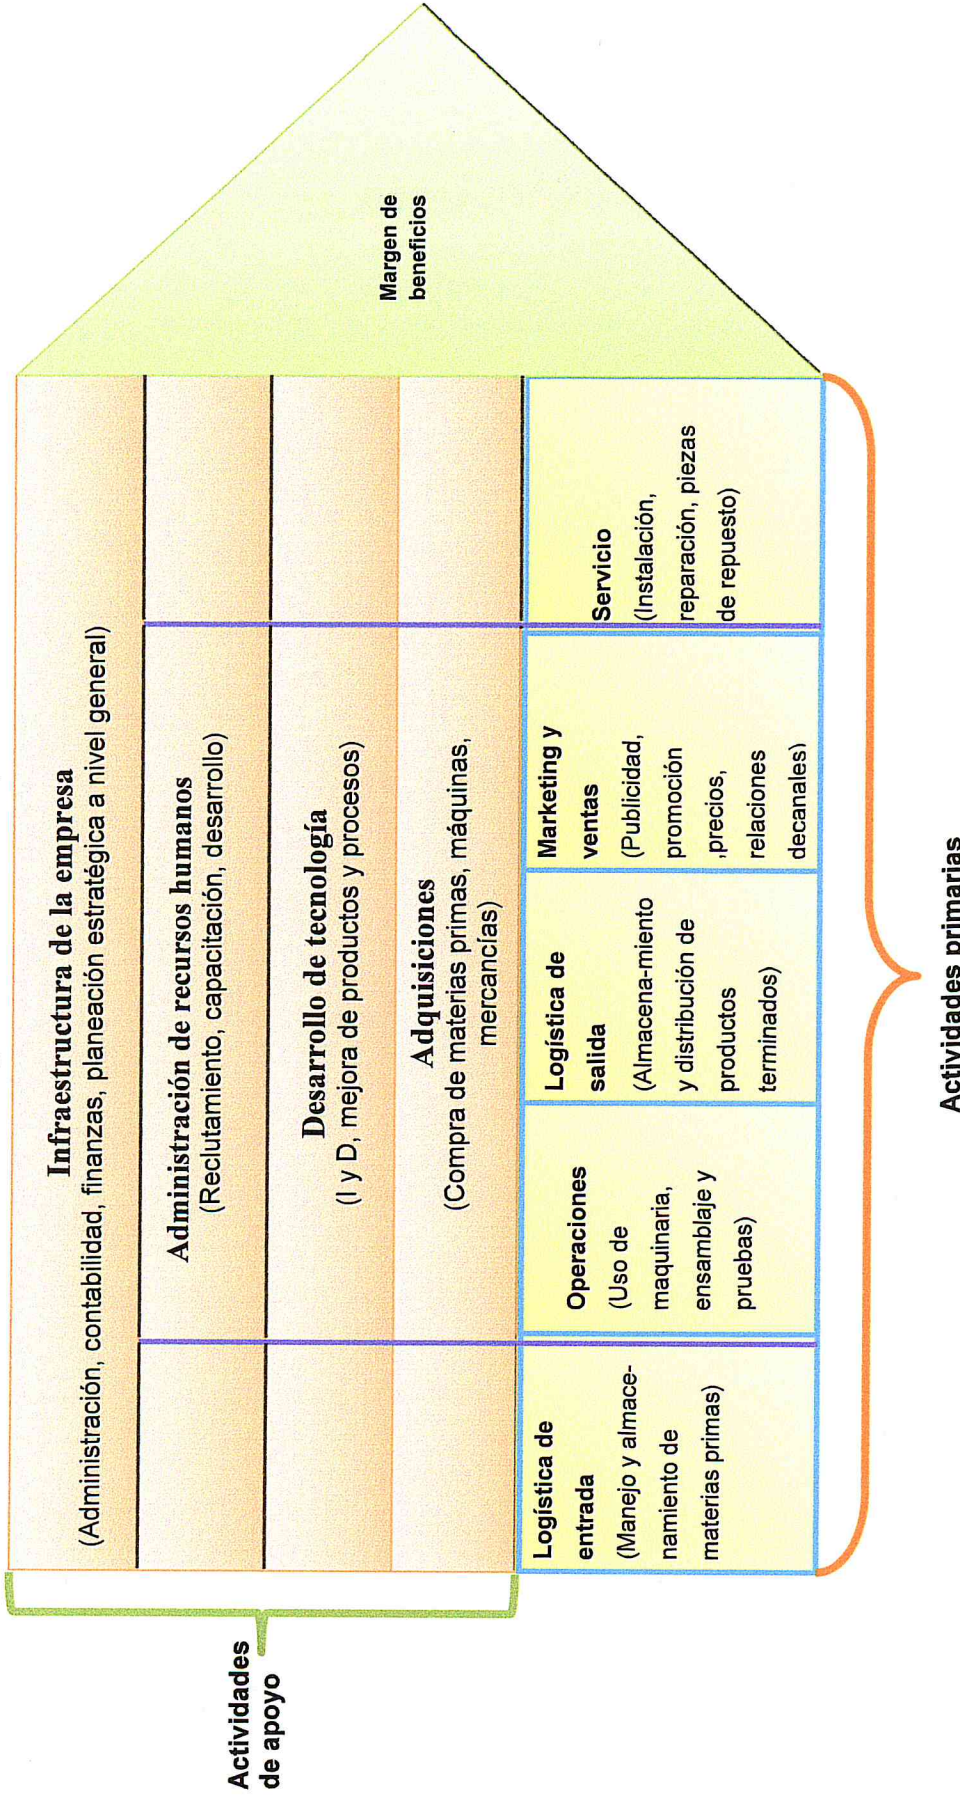 Actividades
de apoyo
Infraestructura de la empresa
(Administración, contabilidad, finanzas, planeación estratégica a nivel general)
Administración de recursos humanos
(Reclutamiento, capacitación, desarrollo)
Desarrollo de tecnología
(I y D, mejora de productos y procesos)
Adquisiciones
(Compra de materias primas, máquinas,
mercancías)
Logística de
entrada
(Manejo y almace-
namiento de
materias primas)
Operaciones
(Uso de
maquinaria,
ensamblaje y
pruebas)
Logística de
salida
(Almacena-miento
y distribución de
productos
terminados)
Marketing y
ventas
(Publicidad,
promoción
,precios,
relaciones
decanales)
Servicio
(Instalación,
reparación, piezas
de repuesto)
Margen de
beneficios
Actividades primarias